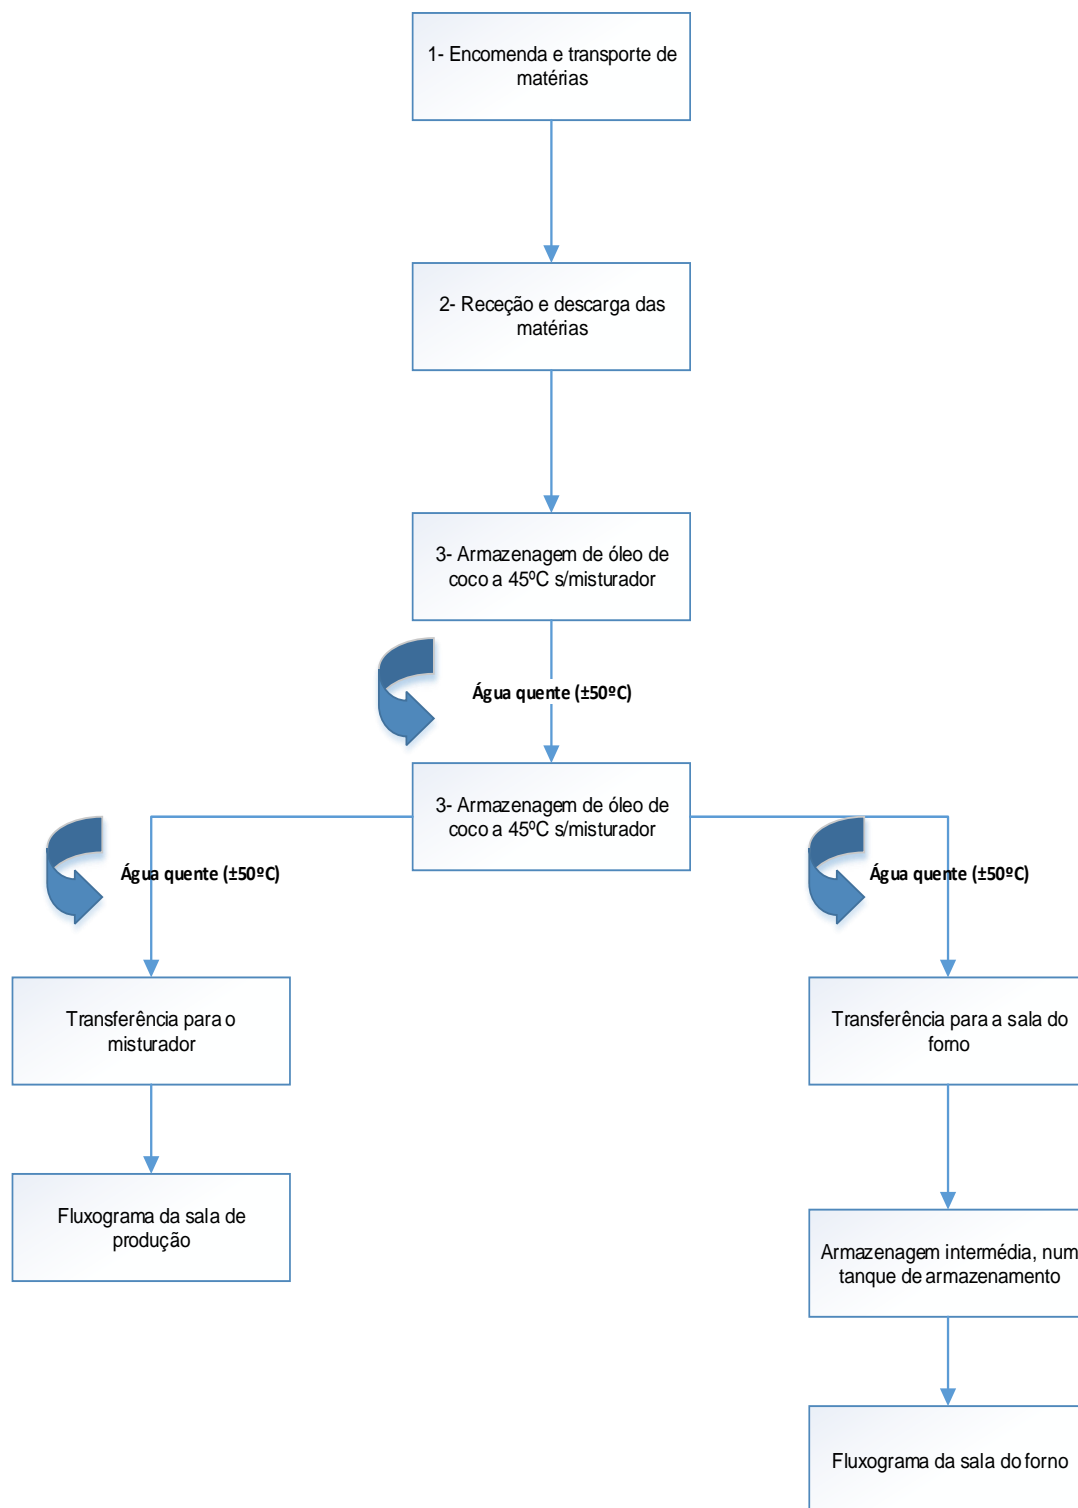 1- Encomenda e transporte de
matérias
2- Receção e descarga das
matérias
3- Armazenagem de óleo de
coco a 45ºC s/misturador
Água quente (±50ºC)
3- Armazenagem de óleo de
coco a 45ºC s/misturador
Água quente (±50ºC)
Água quente (±50ºC)
Transferência para o
misturador
Transferência para a sala do
forno
Fluxograma da sala de
produção
Armazenagem intermédia, num
tanque de armazenamento
Fluxograma da sala do forno